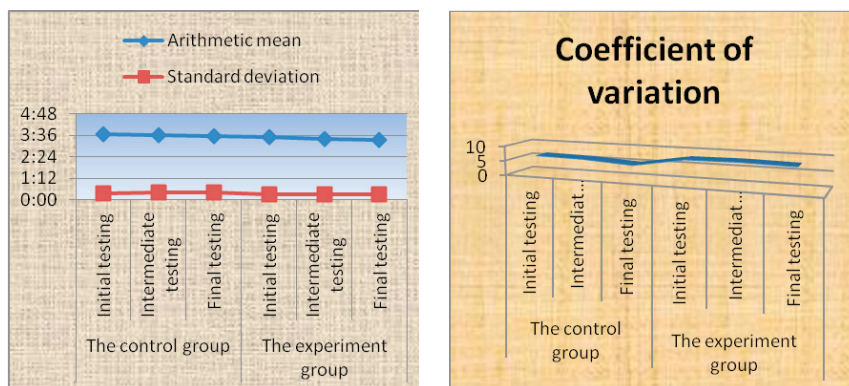 Arithmetic mean
Standard deviation
4:48
3:36
2:24
1:12
0:00
Initial testing
Intermediate
testing
Final testing
Initial testing
Intermediate
testing
Final testing
The control group
The experiment
group
Coefficient of
variation
10
5
0
Initial testing
Intermediat...
Final testing
Initial testing
Intermediat...
Final testing
The control
group
The experiment
group